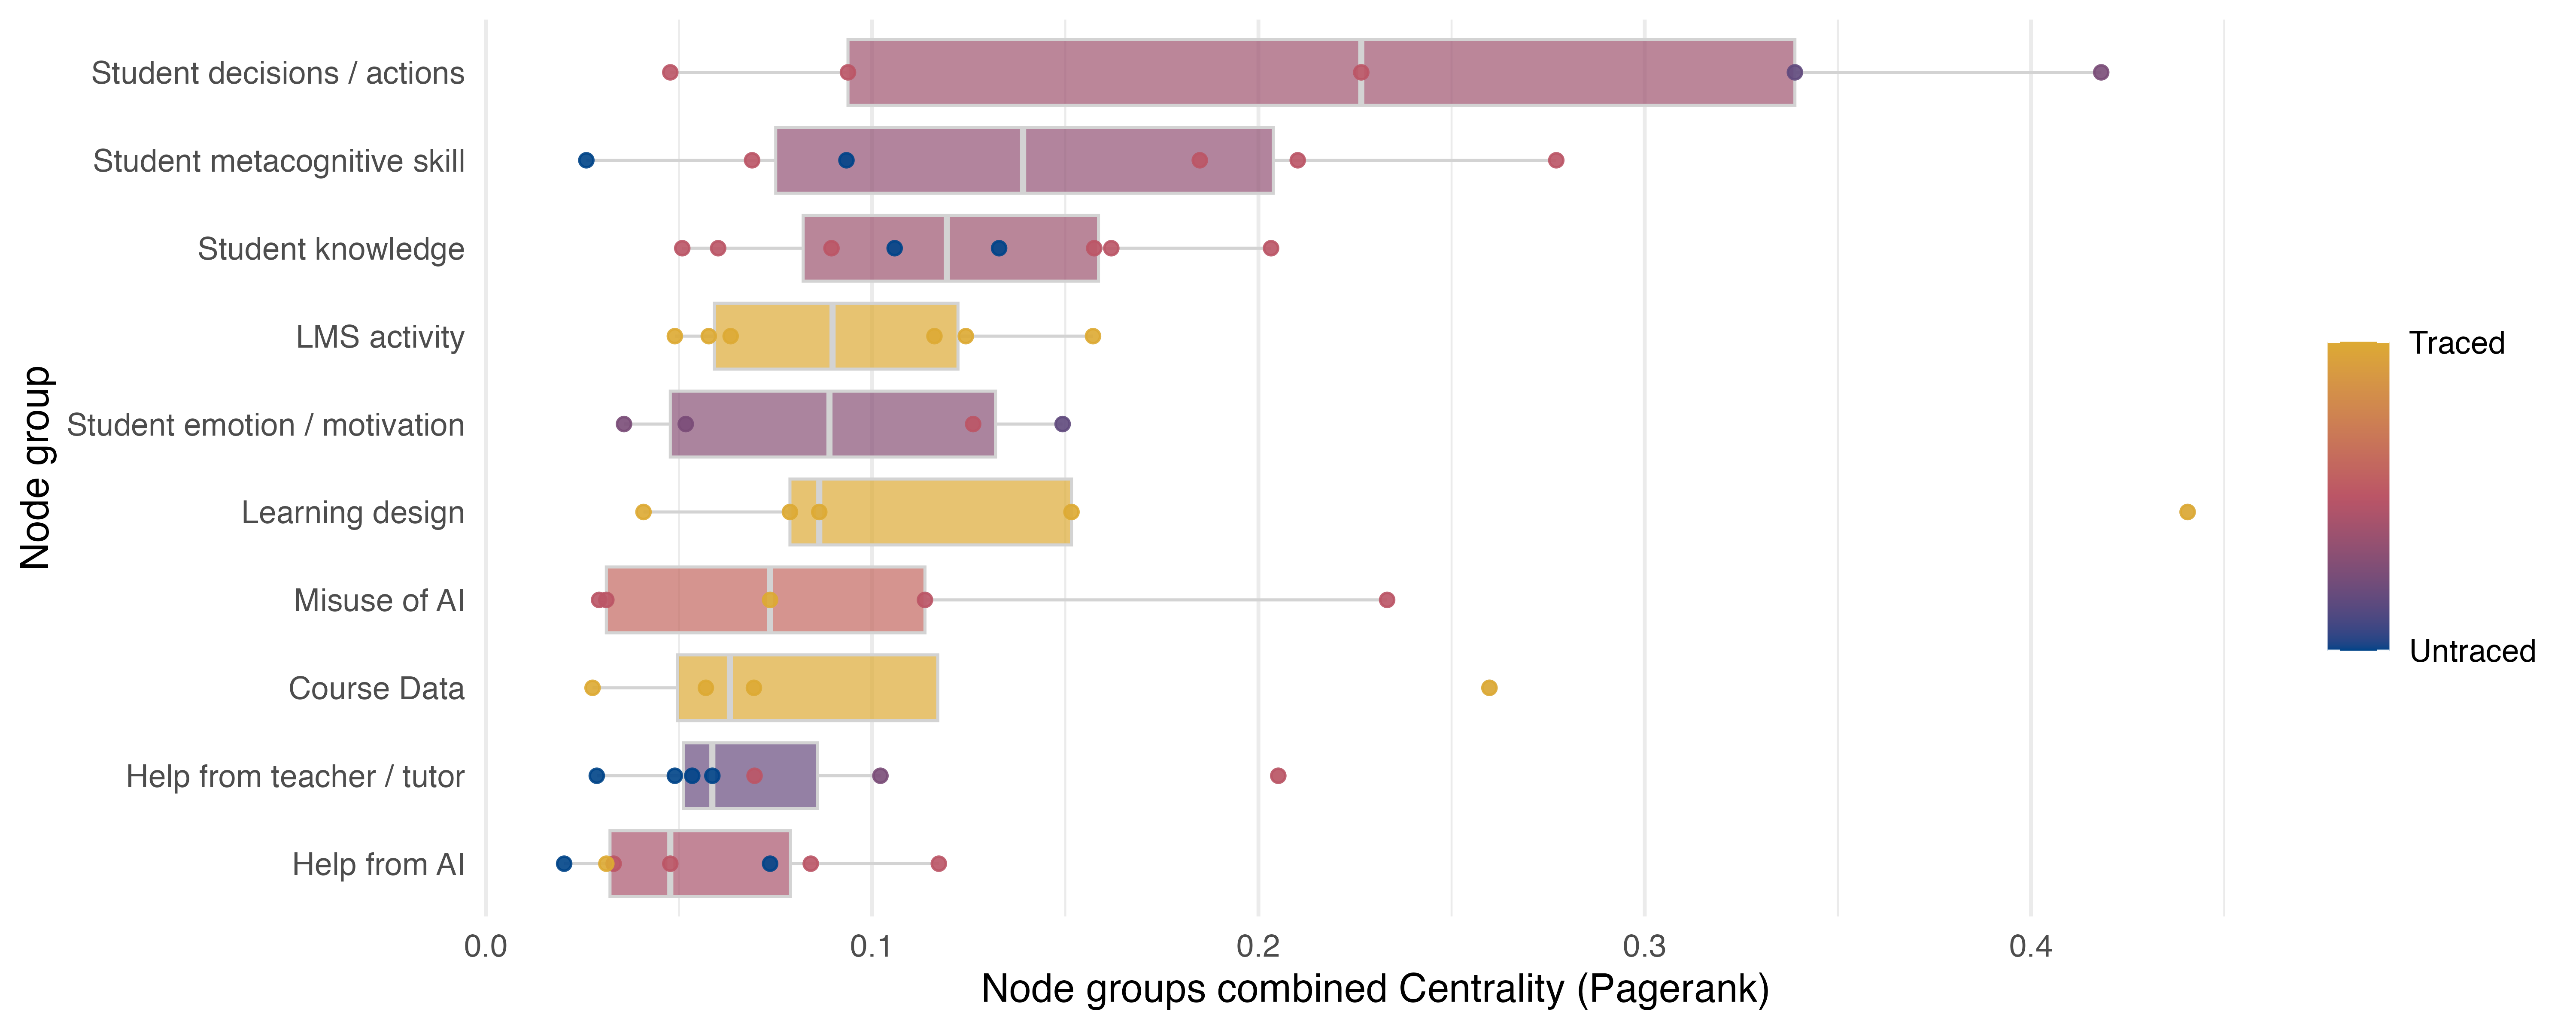 Node group
Student decisions / actions
Student metacognitive skill
Student knowledge
LMS activity
Student emotion / motivation
Learning design
Misuse of AI
Course Data
Help from teacher / tutor
Help from AI
0.0
0.1
0.2
0.3
0.4
Node groups combined Centrality (Pagerank)
Traced
Untraced